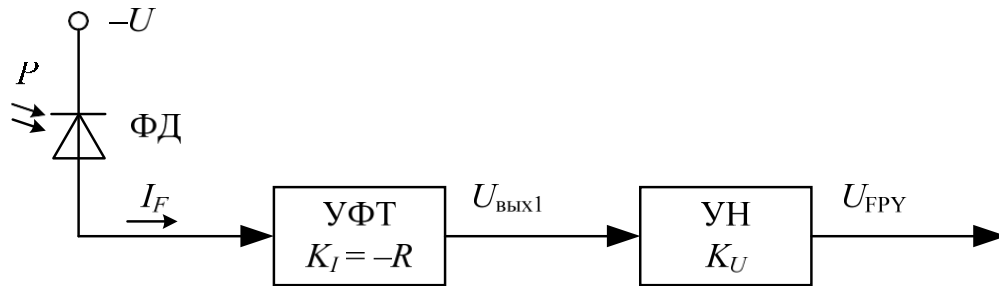 –U
P
ФД
I_F
УФТ
K_I = –R
U_вых1
УН
K_U
U_FPY